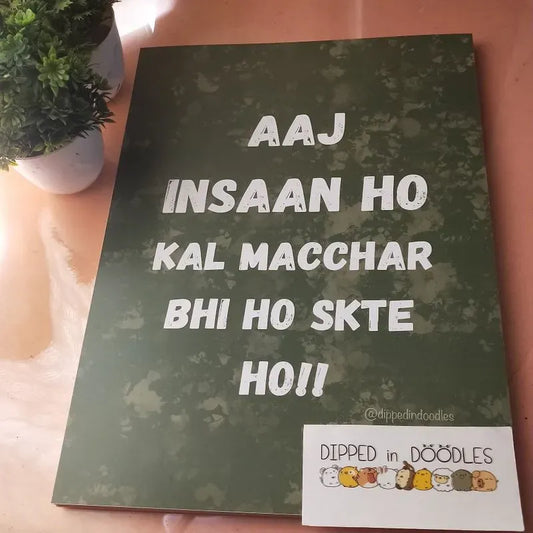 AAJ
INSAAN HO
KAL MACCHAR
BHI HO SKTE
HO!!
@dippedindoodles
DIPPED in DOODLES